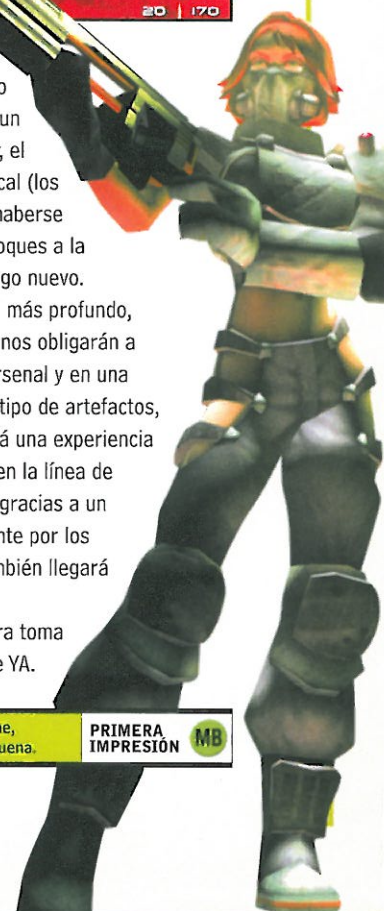 20 | 170
o
un
, el
cal (los
haberse
oques a la
go nuevo.
más profundo,
nos obligarán a
rsenal y en una
tipo de artefactos,
á una experiencia
en la línea de
gracias a un
nte por los
mbién llegará
ra toma
e YA.
ne,
uena.
PRIMERA
IMPRESIÓN
MB